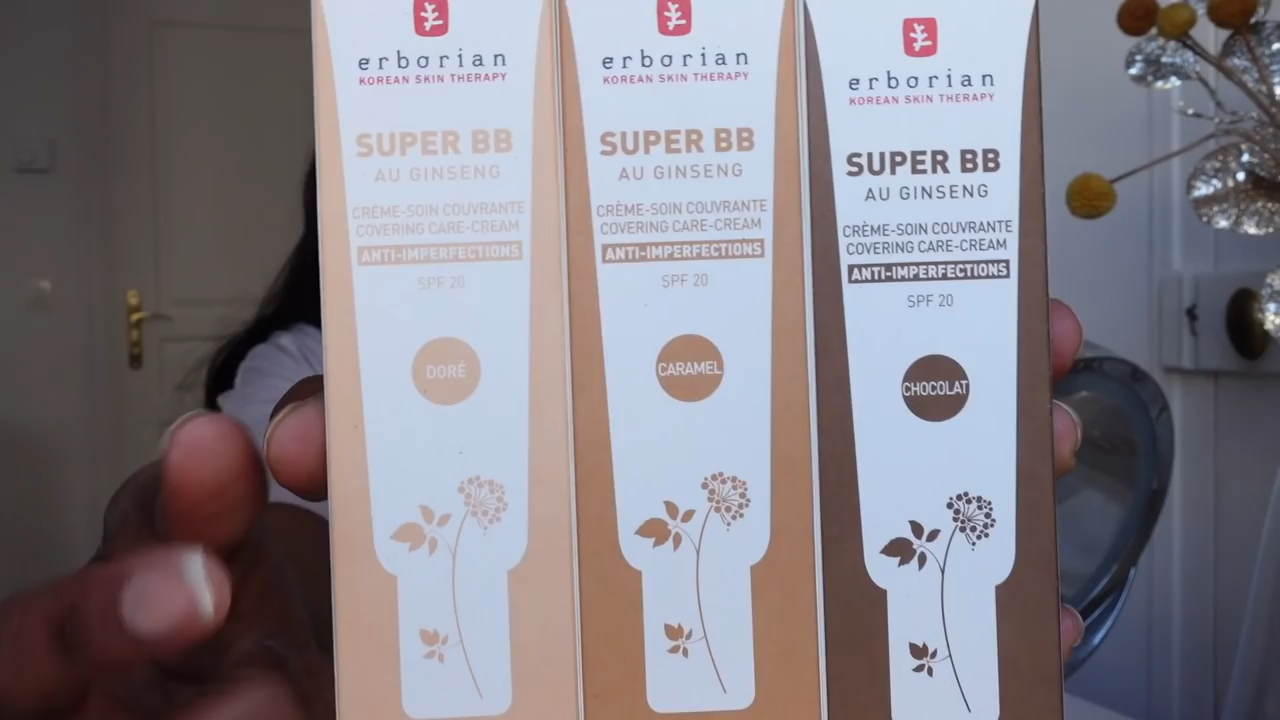 erborian
KOREAN SKIN THERAPY
SUPER BB
AU GINSENG
CRÈME-SOIN COUVRANTE
COVERING CARE-CREAM
ANTI-IMPERFECTIONS
SPF 20
DORÉ
erborian
KOREAN SKIN THERAPY
SUPER BB
AU GINSENG
CRÈME-SOIN COUVRANTE
COVERING CARE-CREAM
ANTI-IMPERFECTIONS
SPF 20
CARAMEL
erborian
KOREAN SKIN THERAPY
SUPER BB
AU GINSENG
CRÈME-SOIN COUVRANTE
COVERING CARE-CREAM
ANTI-IMPERFECTIONS
SPF 20
CHOCOLAT